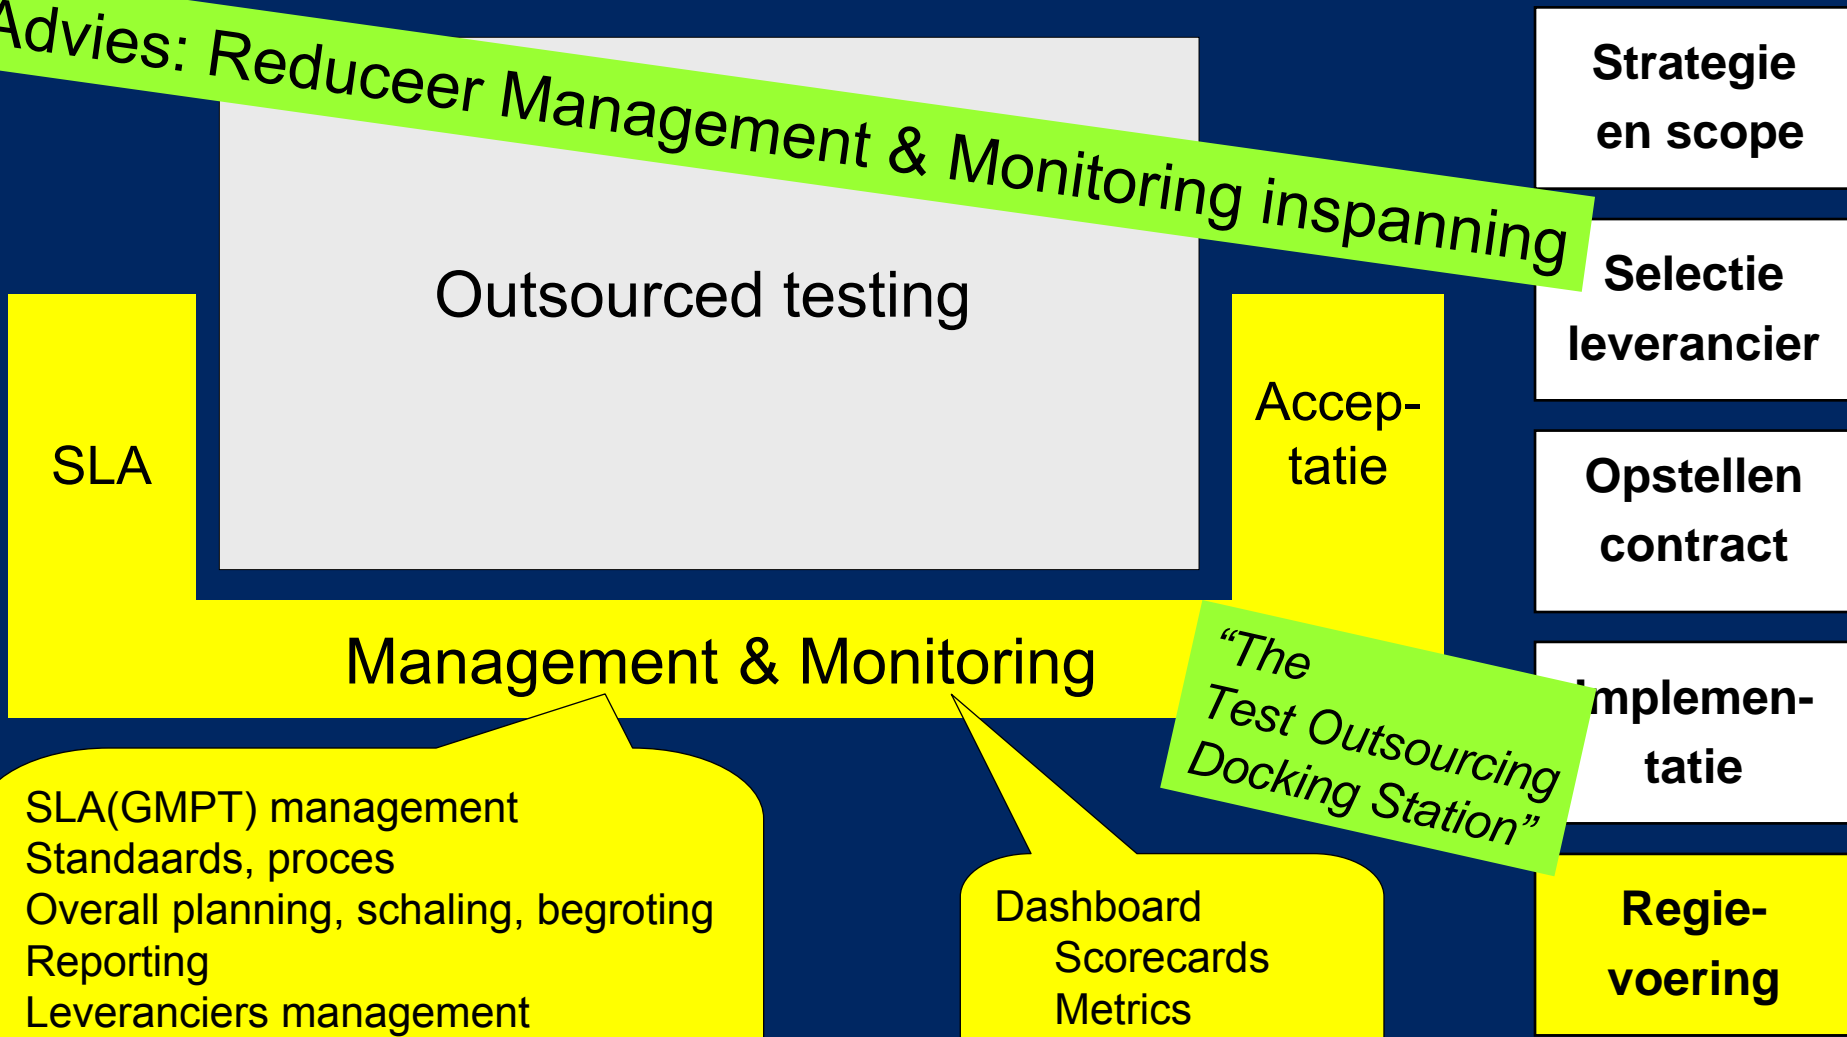 Advies: Reduceer Management & Monitoring inspanning
Outsourced testing
SLA
Accep-
tatie
Management & Monitoring
“The
Test Outsourcing
Docking Station”
SLA(GMPT) management
Standaards, proces
Overall planning, schaling, begroting
Reporting
Leveranciers management
Dashboard
Scorecards
Metrics
Strategie
en scope
Selectie
leverancier
Opstellen
contract
Implemen-
tatie
Regie-
voering